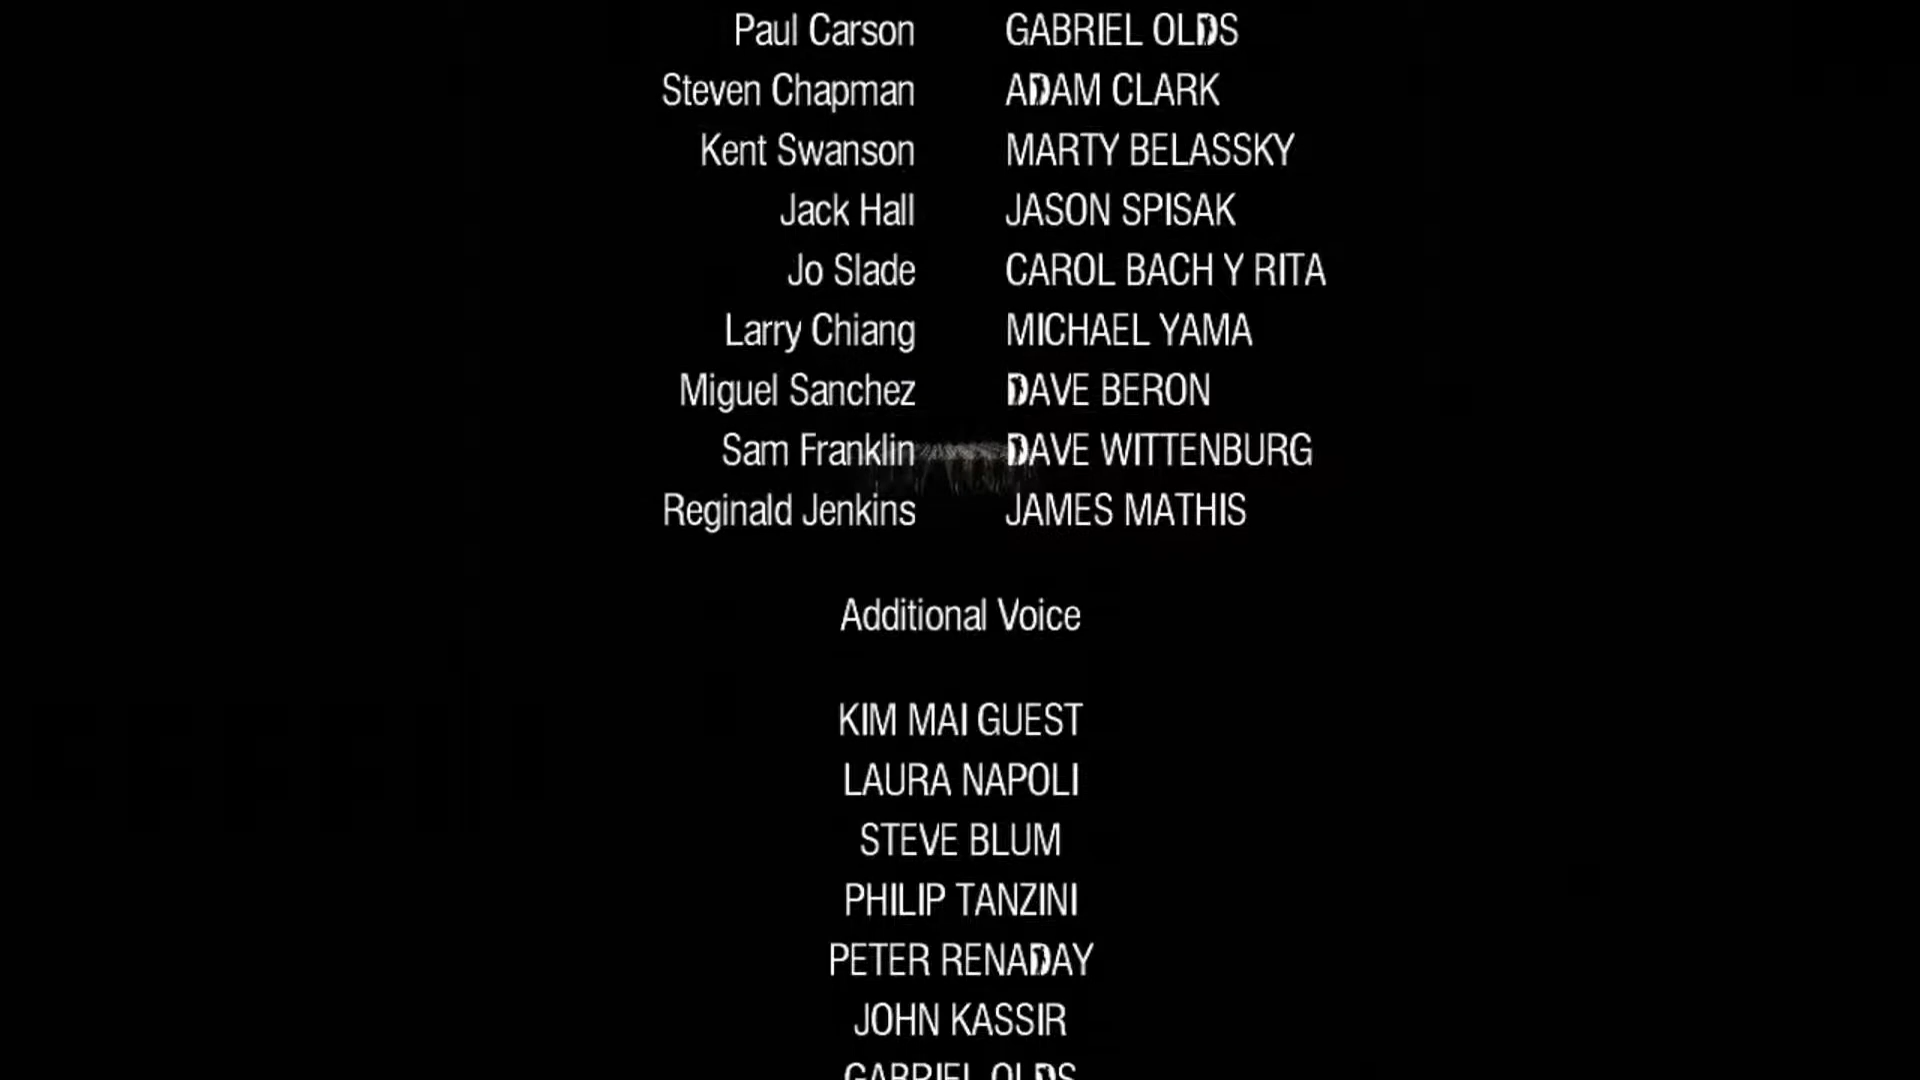 Paul Carson GABRIEL OLDS
Steven Chapman ADAM CLARK
Kent Swanson MARTY BELASSKY
Jack Hall JASON SPISAK
Jo Slade CAROL BACH Y RITA
Larry Chiang MICHAEL YAMA
Miguel Sanchez DAVE BERON
Sam Franklin DAVE WITTENBURG
Reginald Jenkins JAMES MATHIS
Additional Voice
KIM MAI GUEST
LAURA NAPOLI
STEVE BLUM
PHILIP TANZINI
PETER RENADAY
JOHN KASSIR
GABRIEL OLDS